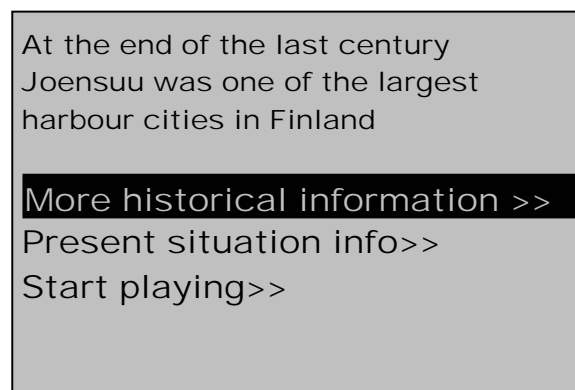 At the end of the last century
Joensuu was one of the largest
harbour cities in Finland
More historical information >>
Present situation info>>
Start playing>>